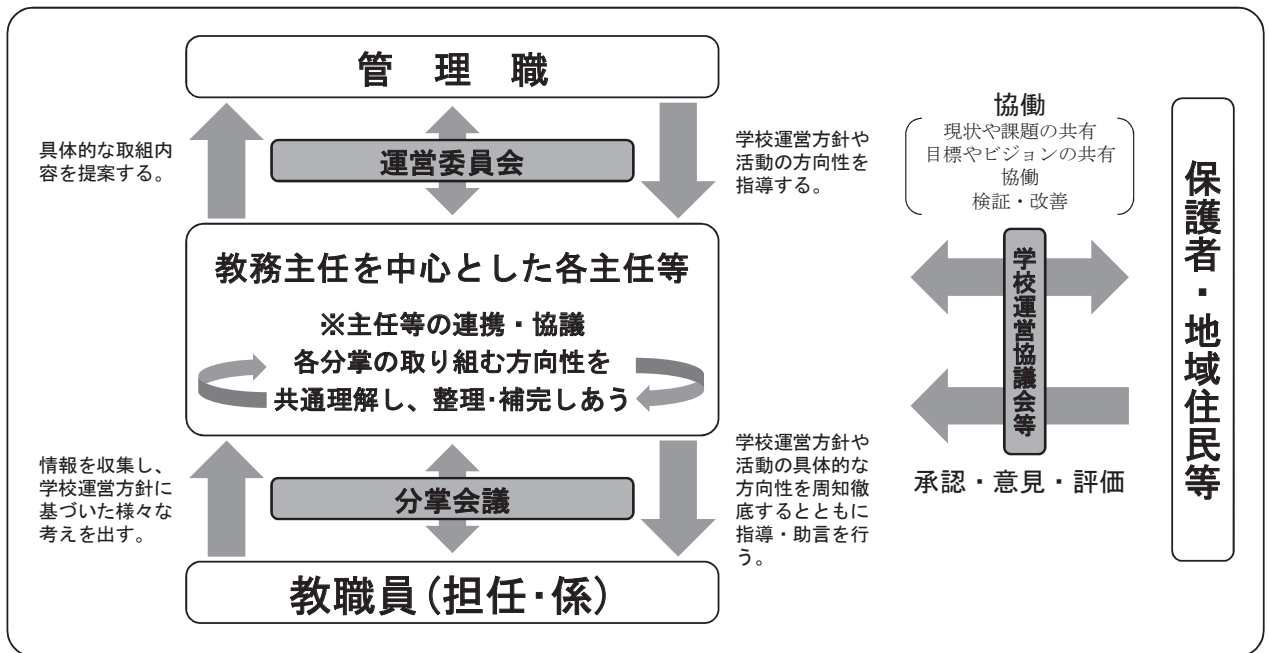 管　理　職
具体的な取組内
容を提案する。
運営委員会
学校運営方針や
活動の方向性を
指導する。
教務主任を中心とした各主任等
※主任等の連携・協議
各分掌の取り組む方向性を
共通理解し、整理・補完しあう
情報を収集し、
学校運営方針に
基づいた様々な
考えを出す。
分掌会議
学校運営方針や
活動の具体的な
方向性を周知徹
底するとともに
指導・助言を行
う。
教職員(担任・係)
協働
現状や課題の共有
目標やビジョンの共有
協働
検証・改善
学校運営協議会等
承認・意見・評価
保護者・地域住民等